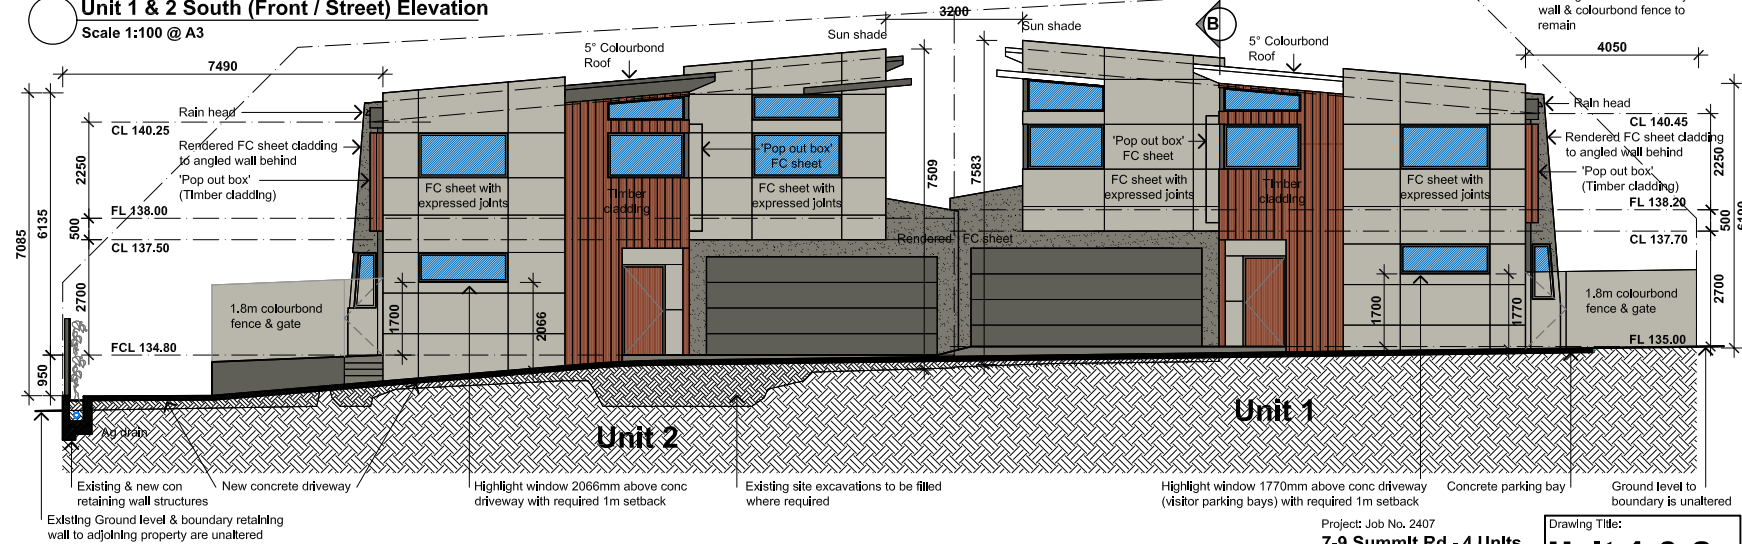 Unit 1 & 2 South (Front / Street) Elevation
Scale 1:100 @ A3
wall & colourbond fence to
remain
3200
Sun shade
Sun shade
B
5° Colourbond
Roof
5° Colourbond
Roof
7490
4050
Rain head
CL 140.25
Rendered FC sheet cladding
to angled wall behind
'Pop out box'
(Timber cladding)
FL 138.00
CL 137.50
FCL 134.80
7085
6135
2250
500
2700
950
1.8m colourbond
fence & gate
FC sheet with
expressed joints
Timber
cladding
'Pop out box'
FC sheet
FC sheet with
expressed joints
1700
2066
7509
7583
Rendered FC sheet
'Pop out box'
FC sheet
FC sheet with
expressed joints
Timber
cladding
FC sheet with
expressed joints
1700
1770
Rain head
CL 140.45
Rendered FC sheet cladding
to angled wall behind
'Pop out box'
(Timber cladding)
FL 138.20
CL 137.70
FL 135.00
2250
500
2700
1.8m colourbond
fence & gate
Ag drain
Unit 2
Unit 1
Existing & new con
retaining wall structures
New concrete driveway
Highlight window 2066mm above conc
driveway with required 1m setback
Existing site excavations to be filled
where required
Highlight window 1770mm above conc driveway
(visitor parking bays) with required 1m setback
Concrete parking bay
Ground level to
boundary is unaltered
Existing Ground level & boundary retaining
wall to adjoining property are unaltered
Project: Job No. 2407
7-9 Summit Rd - 4 Units
Drawing Title: